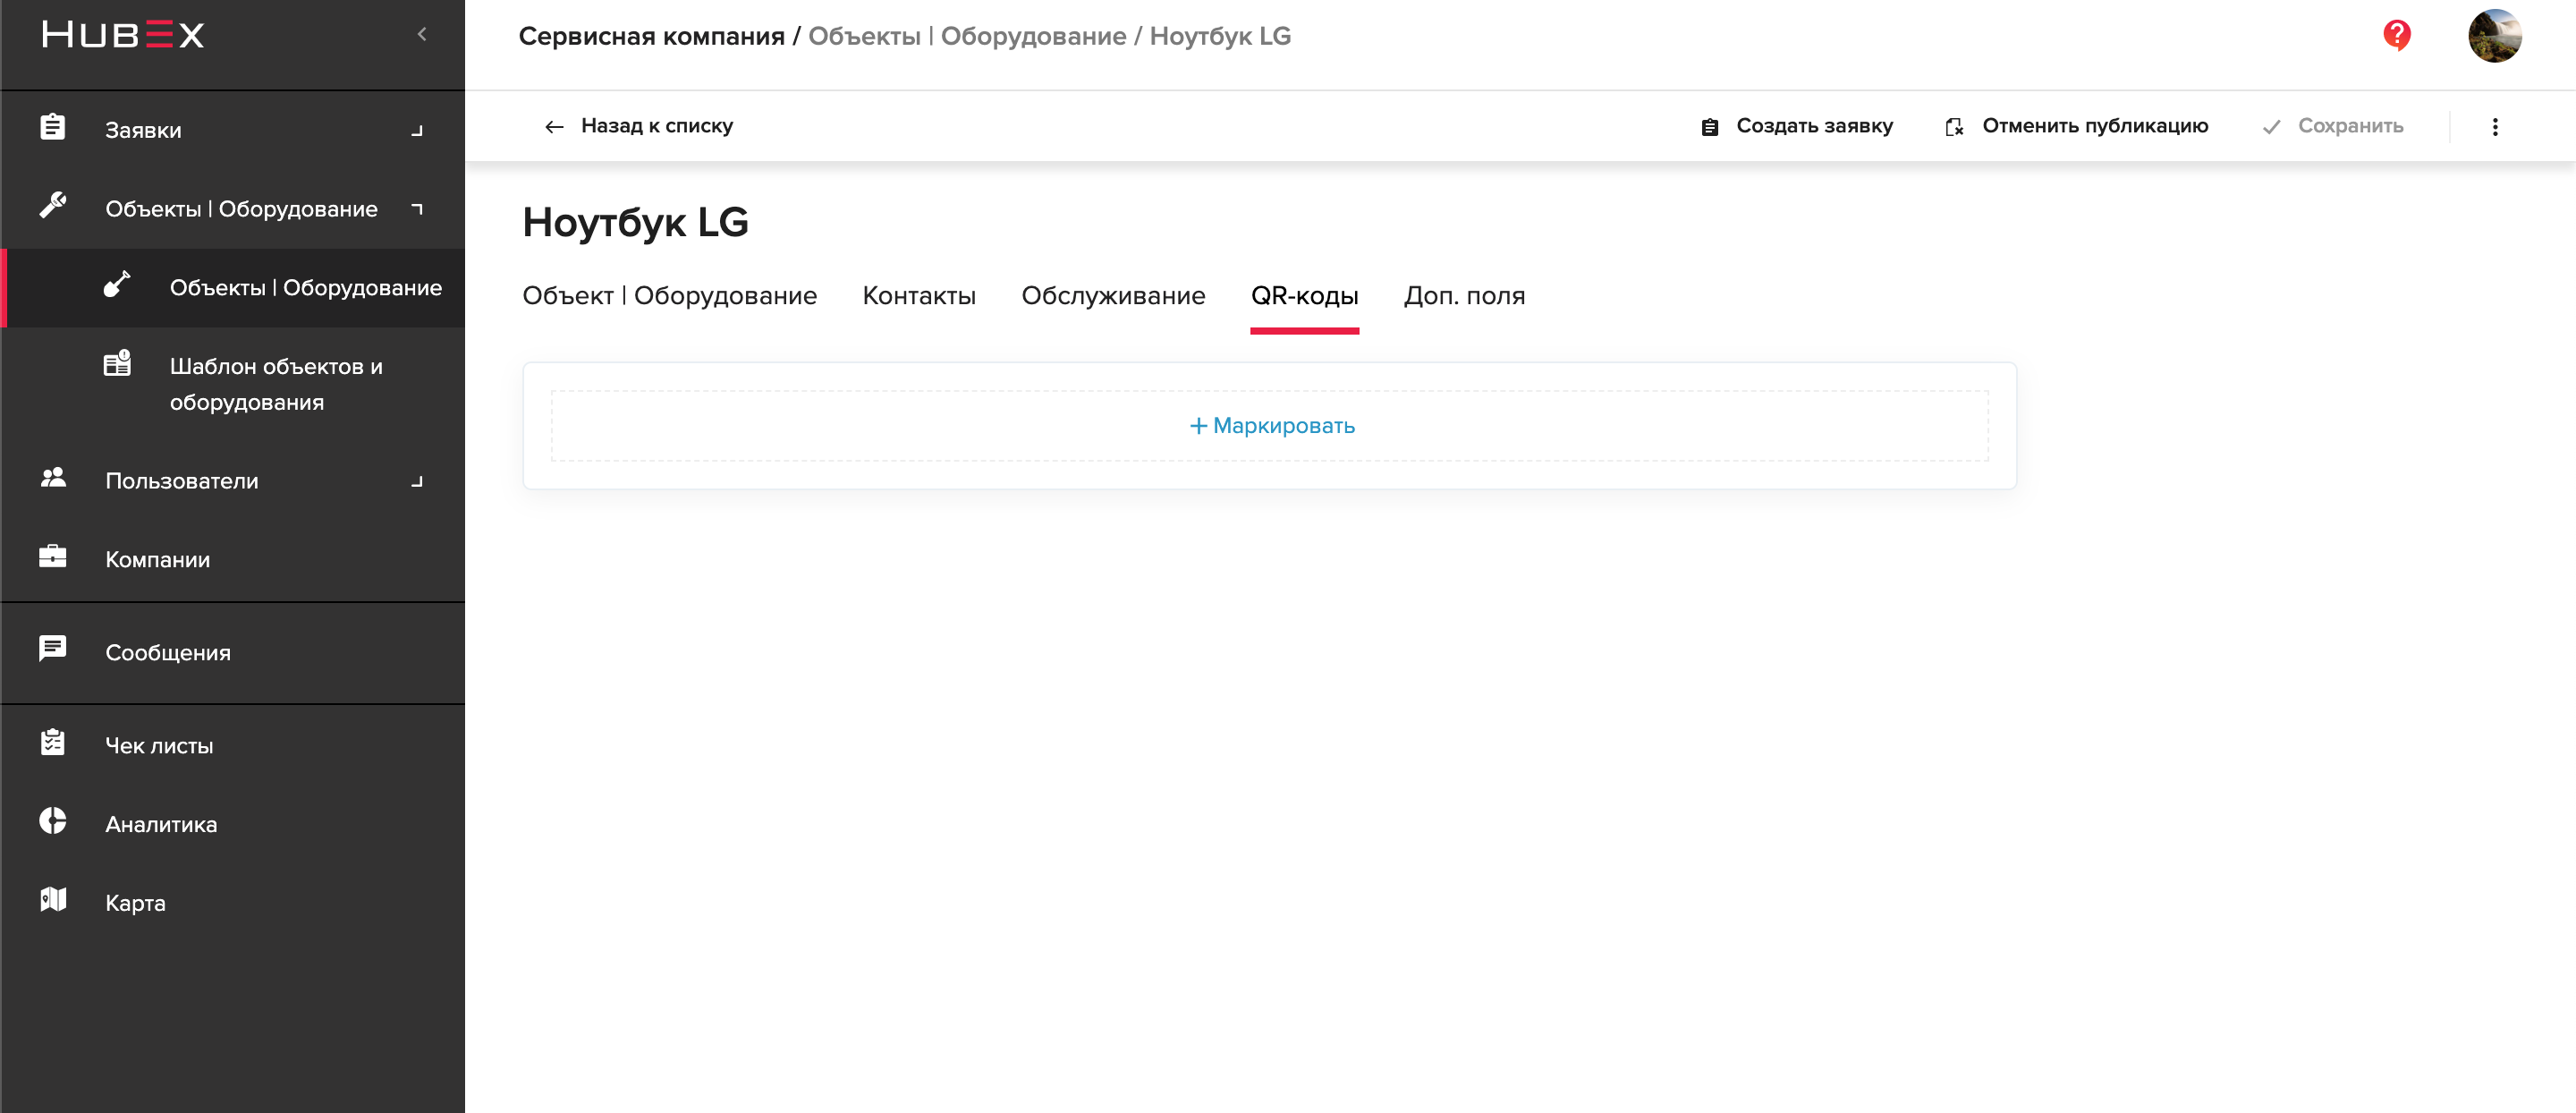 HUBEX
Заявки
Объекты | Оборудование
Объекты | Оборудование
Шаблон объектов и
оборудования
Пользователи
Компании
Сообщения
Чек листы
Аналитика
Карта
Сервисная компания / Объекты | Оборудование / Ноутбук LG
?
Назад к списку
Создать заявку
Отменить публикацию
Сохранить
Ноутбук LG
Объект | Оборудование
Контакты
Обслуживание
QR-коды
Доп. поля
+ Маркировать